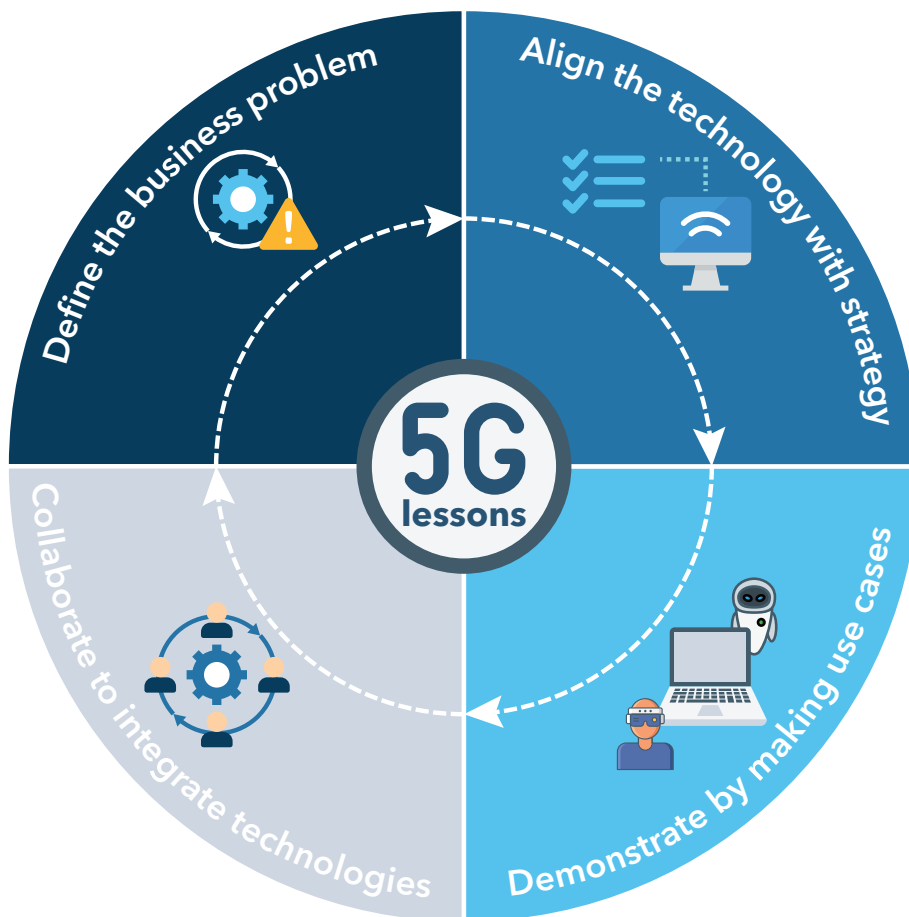 Define the business problem
Align the technology with strategy
5G
lessons
Collaborate to integrate technologies
Demonstrate by making use cases